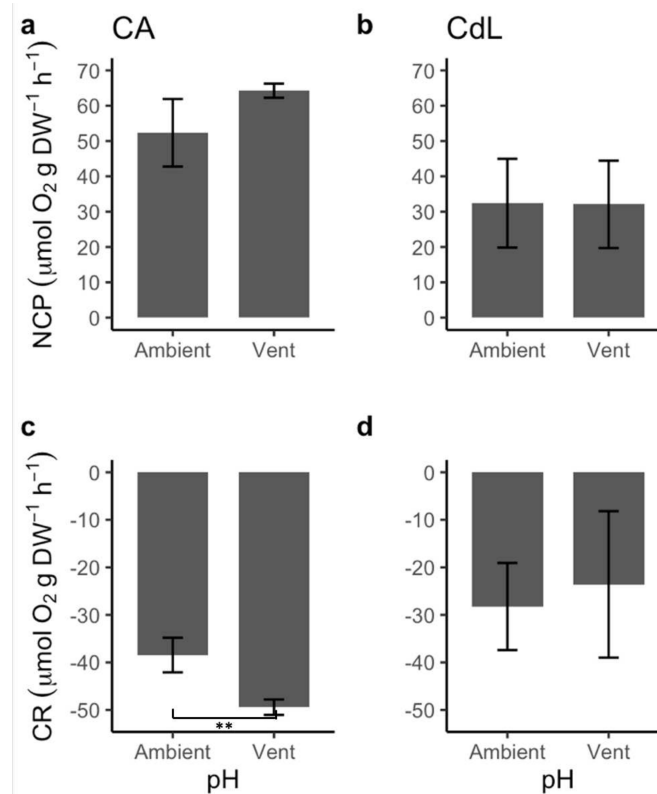 a CA
b CdL
NCP (μmol O₂ g DW⁻¹ h⁻¹)
70
60
50
40
30
20
10
0
Ambient Vent
70
60
50
40
30
20
10
0
Ambient Vent
c
d
CR (μmol O₂ g DW⁻¹ h⁻¹)
0
-10
-20
-30
-40
-50
**
Ambient Vent
pH
0
-10
-20
-30
-40
-50
Ambient Vent
pH